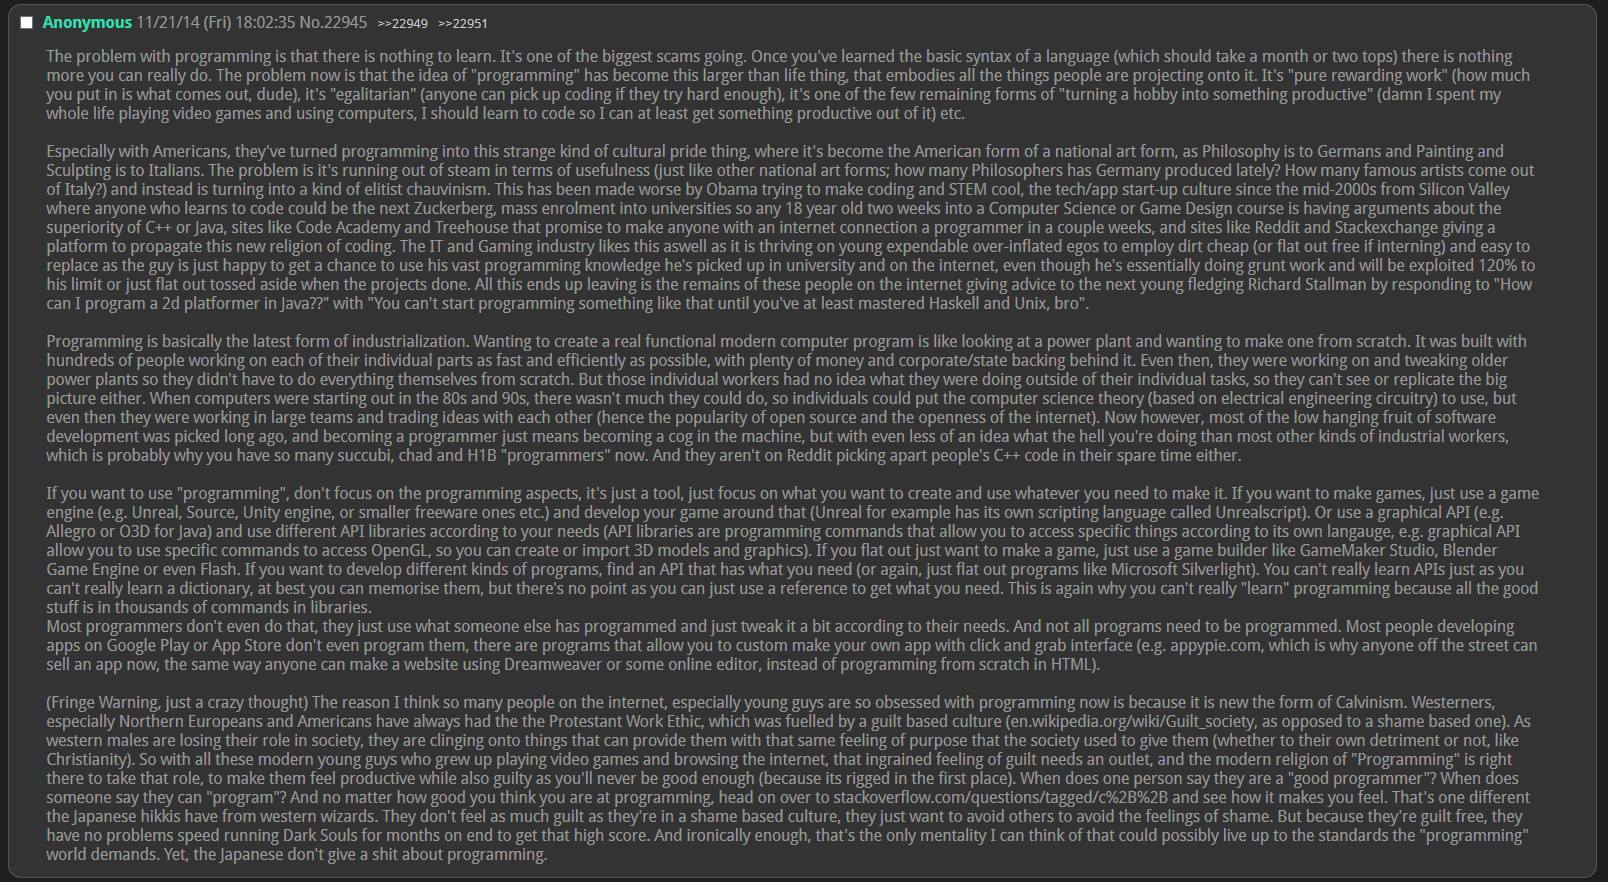 Anonymous 11/21/14 (Fri) 18:02:35 No.22945 >>22949 >>22951
The problem with programming is that there is nothing to learn. It's one of the biggest scams going. Once you've learned the basic syntax of a language (which should take a month or two tops) there is nothing
more you can really do. The problem now is that the idea of "programming" has become this larger than life thing, that embodies all the things people are projecting onto it. It's "pure rewarding work" (how much
you put in is what comes out, dude), it's "egalitarian" (anyone can pick up coding if they try hard enough), it's one of the few remaining forms of "turning a hobby into something productive" (damn I spent my
whole life playing video games and using computers, I should learn to code so I can at least get something productive out of it) etc.
Especially with Americans, they've turned programming into this strange kind of cultural pride thing, where it's become the American form of a national art form, as Philosophy is to Germans and Painting and
Sculpting is to Italians. The problem is it's running out of steam in terms of usefulness (just like other national art forms; how many Philosophers has Germany produced lately? How many famous artists come out
of Italy?) and instead is turning into a kind of elitist chauvinism. This has been made worse by Obama trying to make coding and STEM cool, the tech/app start-up culture since the mid-2000s from Silicon Valley
where anyone who learns to code could be the next Zuckerberg, mass enrolment into universities so any 18 year old two weeks into a Computer Science or Game Design course is having arguments about the
superiority of C++ or Java, sites like Code Academy and Treehouse that promise to make anyone with an internet connection a programmer in a couple weeks, and sites like Reddit and Stackexchange giving a
platform to propagate this new religion of coding. The IT and Gaming industry likes this aswell as it is thriving on young expendable over-inflated egos to employ dirt cheap (or flat out free if interning) and easy to
replace as the guy is just happy to get a chance to use his vast programming knowledge he's picked up in university and on the internet, even though he's essentially doing grunt work and will be exploited 120% to
his limit or just flat out tossed aside when the projects done. All this ends up leaving is the remains of these people on the internet giving advice to the next young fledging Richard Stallman by responding to "How
can I program a 2d platformer in Java??" with "You can't start programming something like that until you've at least mastered Haskell and Unix, bro".
Programming is basically the latest form of industrialization. Wanting to create a real functional modern computer program is like looking at a power plant and wanting to make one from scratch. It was built with
hundreds of people working on each of their individual parts as fast and efficiently as possible, with plenty of money and corporate/state backing behind it. Even then, they were working on and tweaking older
power plants so they didn't have to do everything themselves from scratch. But those individual workers had no idea what they were doing outside of their individual tasks, so they can't see or replicate the big
picture either. When computers were starting out in the 80s and 90s, there wasn't much they could do, so individuals could put the computer science theory (based on electrical engineering circuitry) to use, but
even then they were working in large teams and trading ideas with each other (hence the popularity of open source and the openness of the internet). Now however, most of the low hanging fruit of software
development was picked long ago, and becoming a programmer just means becoming a cog in the machine, but with even less of an idea what the hell you're doing than most other kinds of industrial workers,
which is probably why you have so many succubi, chad and H1B "programmers" now. And they aren't on Reddit picking apart people's C++ code in their spare time either.
If you want to use "programming", don't focus on the programming aspects, it's just a tool, just focus on what you want to create and use whatever you need to make it. If you want to make games, just use a game
engine (e.g. Unreal, Source, Unity engine, or smaller freeware ones etc.) and develop your game around that (Unreal for example has its own scripting language called Unrealscript). Or use a graphical API (e.g.
Allegro or O3D for Java) and use different API libraries according to your needs (API libraries are programming commands that allow you to access specific things according to its own langauge, e.g. graphical API
allow you to use specific commands to access OpenGL, so you can create or import 3D models and graphics). If you flat out just want to make a game, just use a game builder like GameMaker Studio, Blender
Game Engine or even Flash. If you want to develop different kinds of programs, find an API that has what you need (or again, just flat out programs like Microsoft Silverlight). You can't really learn APIs just as you
can't really learn a dictionary, at best you can memorise them, but there's no point as you can just use a reference to get what you need. This is again why you can't really "learn" programming because all the good
stuff is in thousands of commands in libraries.
Most programmers don't even do that, they just use what someone else has programmed and just tweak it a bit according to their needs. And not all programs need to be programmed. Most people developing
apps on Google Play or App Store don't even program them, there are programs that allow you to custom make your own app with click and grab interface (e.g. appypie.com, which is why anyone off the street can
sell an app now, the same way anyone can make a website using Dreamweaver or some online editor, instead of programming from scratch in HTML).
(Fringe Warning, just a crazy thought) The reason I think so many people on the internet, especially young guys are so obsessed with programming now is because it is new the form of Calvinism. Westerners,
especially Northern Europeans and Americans have always had the the Protestant Work Ethic, which was fuelled by a guilt based culture (en.wikipedia.org/wiki/Guilt_society, as opposed to a shame based one). As
western males are losing their role in society, they are clinging onto things that can provide them with that same feeling of purpose that the society used to give them (whether to their own detriment or not, like
Christianity). So with all these modern young guys who grew up playing video games and browsing the internet, that ingrained feeling of guilt needs an outlet, and the modern religion of "Programming" is right
there to take that role, to make them feel productive while also guilty as you'll never be good enough (because its rigged in the first place). When does one person say they are a "good programmer"? When does
someone say they can "program"? And no matter how good you think you are at programming, head on over to stackoverflow.com/questions/tagged/c%2B%2B and see how it makes you feel. That's one different
the Japanese hikkis have from western wizards. They don't feel as much guilt as they're in a shame based culture, they just want to avoid others to avoid the feelings of shame. But because they're guilt free, they
have no problems speed running Dark Souls for months on end to get that high score. And ironically enough, that's the only mentality I can think of that could possibly live up to the standards the "programming"
world demands. Yet, the Japanese don't give a shit about programming.